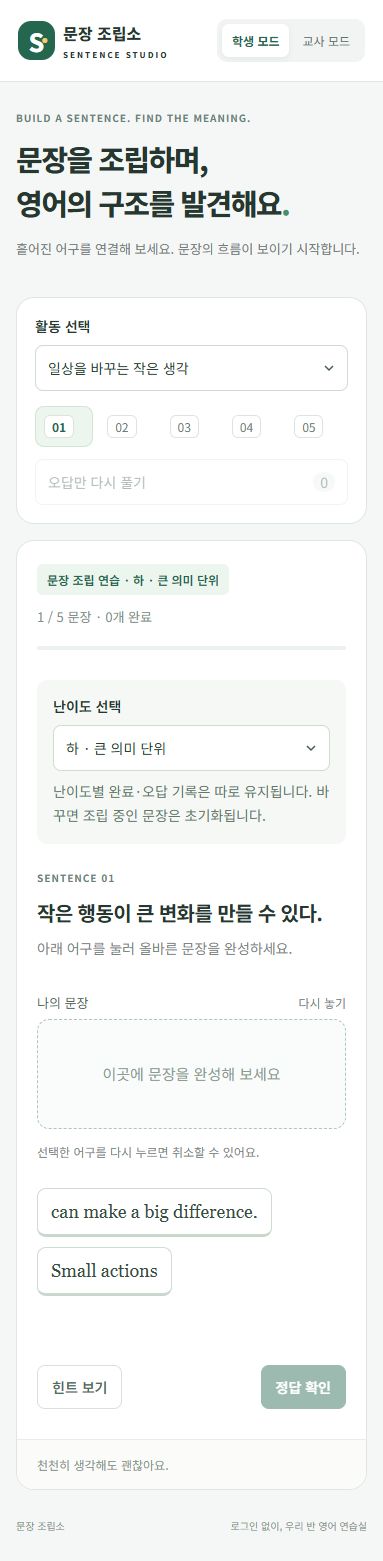 S
문장 조립소
SENTENCE STUDIO
학생 모드
교사 모드
BUILD A SENTENCE. FIND THE MEANING.
문장을 조립하며,
영어의 구조를 발견해요.
흩어진 어구를 연결해 보세요. 문장의 흐름이 보이기 시작합니다.
활동 선택
일상을 바꾸는 작은 생각
01 02 03 04 05
오답만 다시 풀기 0
문장 조립 연습 · 하 · 큰 의미 단위
1 / 5 문장 · 0개 완료
난이도 선택
하 · 큰 의미 단위
난이도별 완료·오답 기록은 따로 유지됩니다. 바
꾸면 조립 중인 문장은 초기화됩니다.
SENTENCE 01
작은 행동이 큰 변화를 만들 수 있다.
아래 어구를 눌러 올바른 문장을 완성하세요.
나의 문장 다시 놓기
이곳에 문장을 완성해 보세요
선택한 어구를 다시 누르면 취소할 수 있어요.
can make a big difference.
Small actions
힌트 보기 정답 확인
천천히 생각해도 괜찮아요.
문장 조립소 로그인 없이, 우리 반 영어 연습실